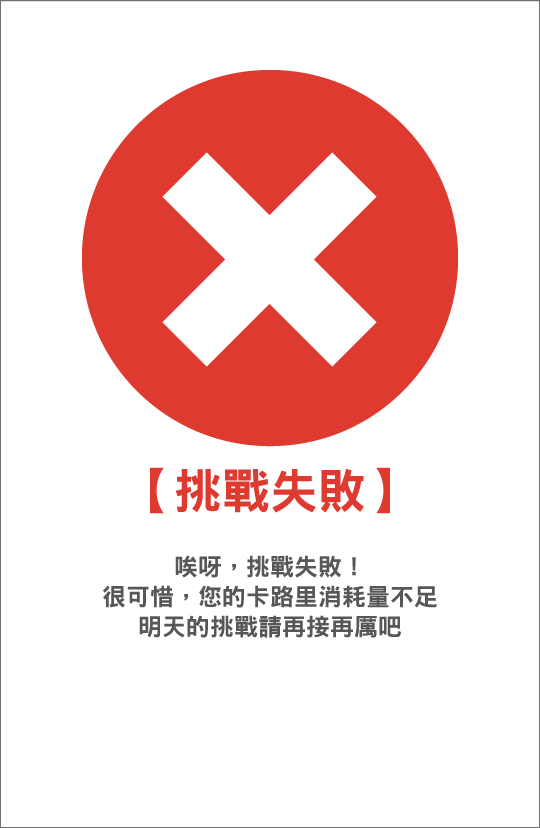 【挑戰失敗】
唉呀，挑戰失敗！
很可惜，您的卡路里消耗量不足
明天的挑戰請再接再厲吧